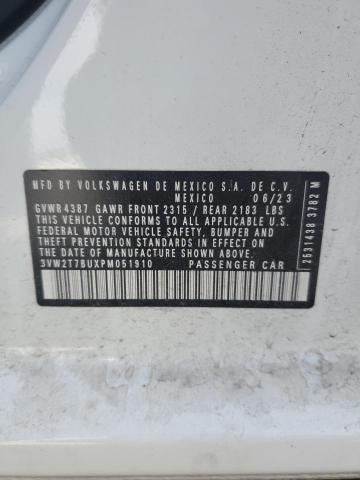 MFD BY VOLKSWAGEN DE MEXICO S.A. DE C.V.
MEXICO 06/23
GVWR 4387 GAWR FRONT 2315 / REAR 2183 LBS
THIS VEHICLE CONFORMS TO ALL APPLICABLE U.S.
FEDERAL MOTOR VEHICLE SAFETY, BUMPER AND
THEFT PREVENTION STANDARDS IN EFFECT ON
THE DATE OF MANUFACTURE SHOWN ABOVE.
3VW2T7BUXPM051910 PASSENGER CAR
2531438 3782 M